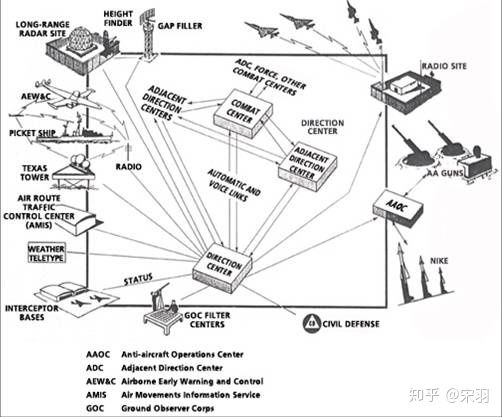 LONG-RANGE
RADAR SITE
HEIGHT
FINDER
GAP
FILLER
AEW&C
PICKET SHIP
TEXAS
TOWER
RADIO
AIR ROUTE
TRAFFIC
CONTROL CENTER
(AMIS)
WEATHER
TELETYPE
INTERCEPTOR
BASES
STATUS
ADJACENT
DIRECTION
CENTERS
ADC, FORCE, OTHER
COMBAT CENTERS
COMBAT
CENTER
DIRECTION
CENTER
ADJACENT
DIRECTION
CENTER
AUTOMATIC AND
VOICE LINKS
DIRECTION
CENTER
GOC FILTER
CENTERS
CD
CIVIL DEFENSE
RADIO SITE
AA GUNS
AAOC
NIKE
AAOC Anti-aircraft Operations Center
ADC Adjacent Direction Center
AEW&C Airborne Early Warning and Control
AMIS Air Movements Information Service
GOC Ground Observer Corps
知乎 @宋羽